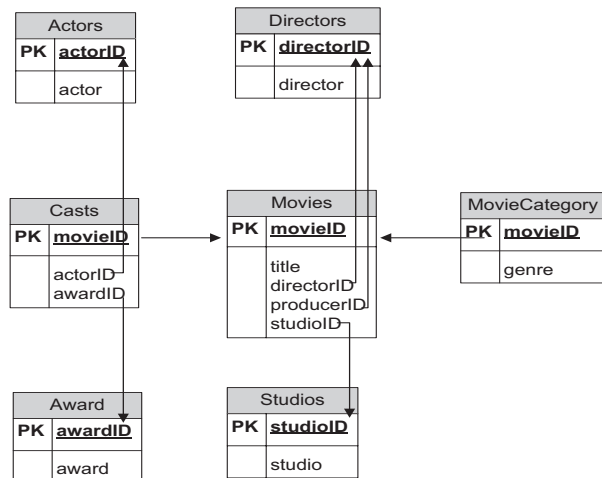 Actors
PK actorID
actor
Directors
PK directorID
director
Casts
PK movieID
actorID
awardID
Movies
PK movieID
title
directorID
producerID
studioID
MovieCategory
PK movieID
genre
Award
PK awardID
award
Studios
PK studioID
studio